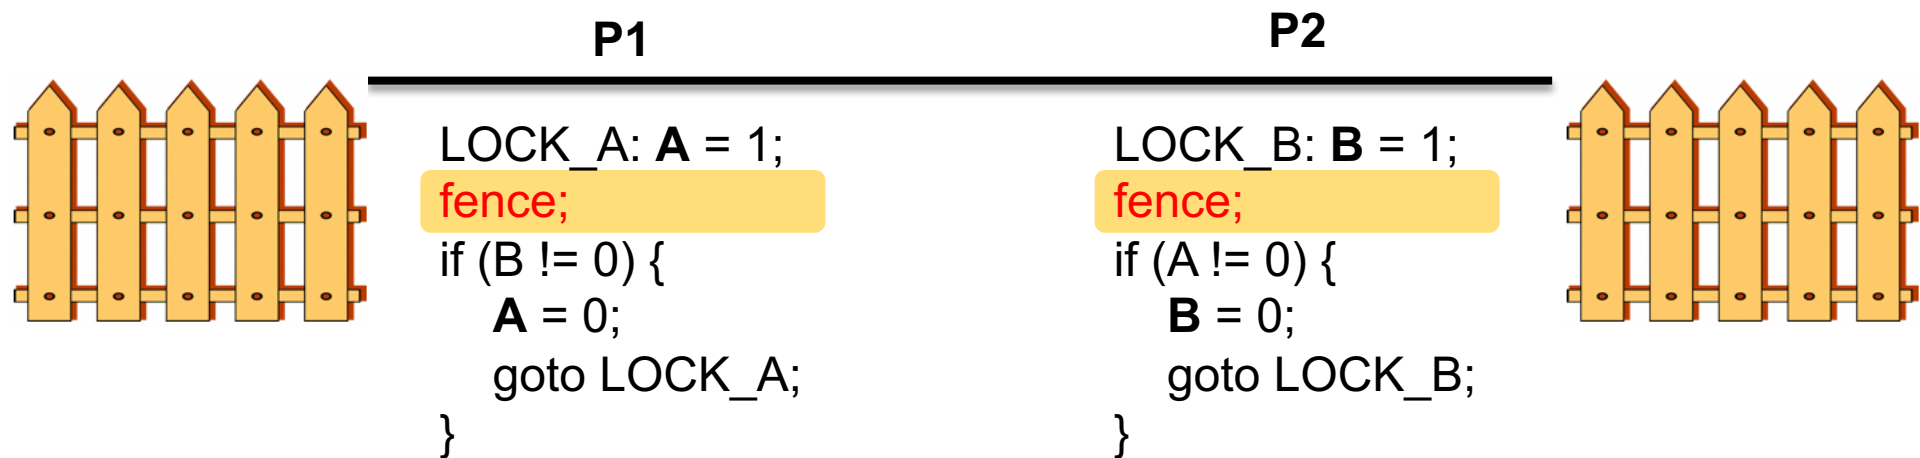 P1
LOCK_A: A = 1;
fence;
if (B != 0) {
A = 0;
goto LOCK_A;
}
P2
LOCK_B: B = 1;
fence;
if (A != 0) {
B = 0;
goto LOCK_B;
}